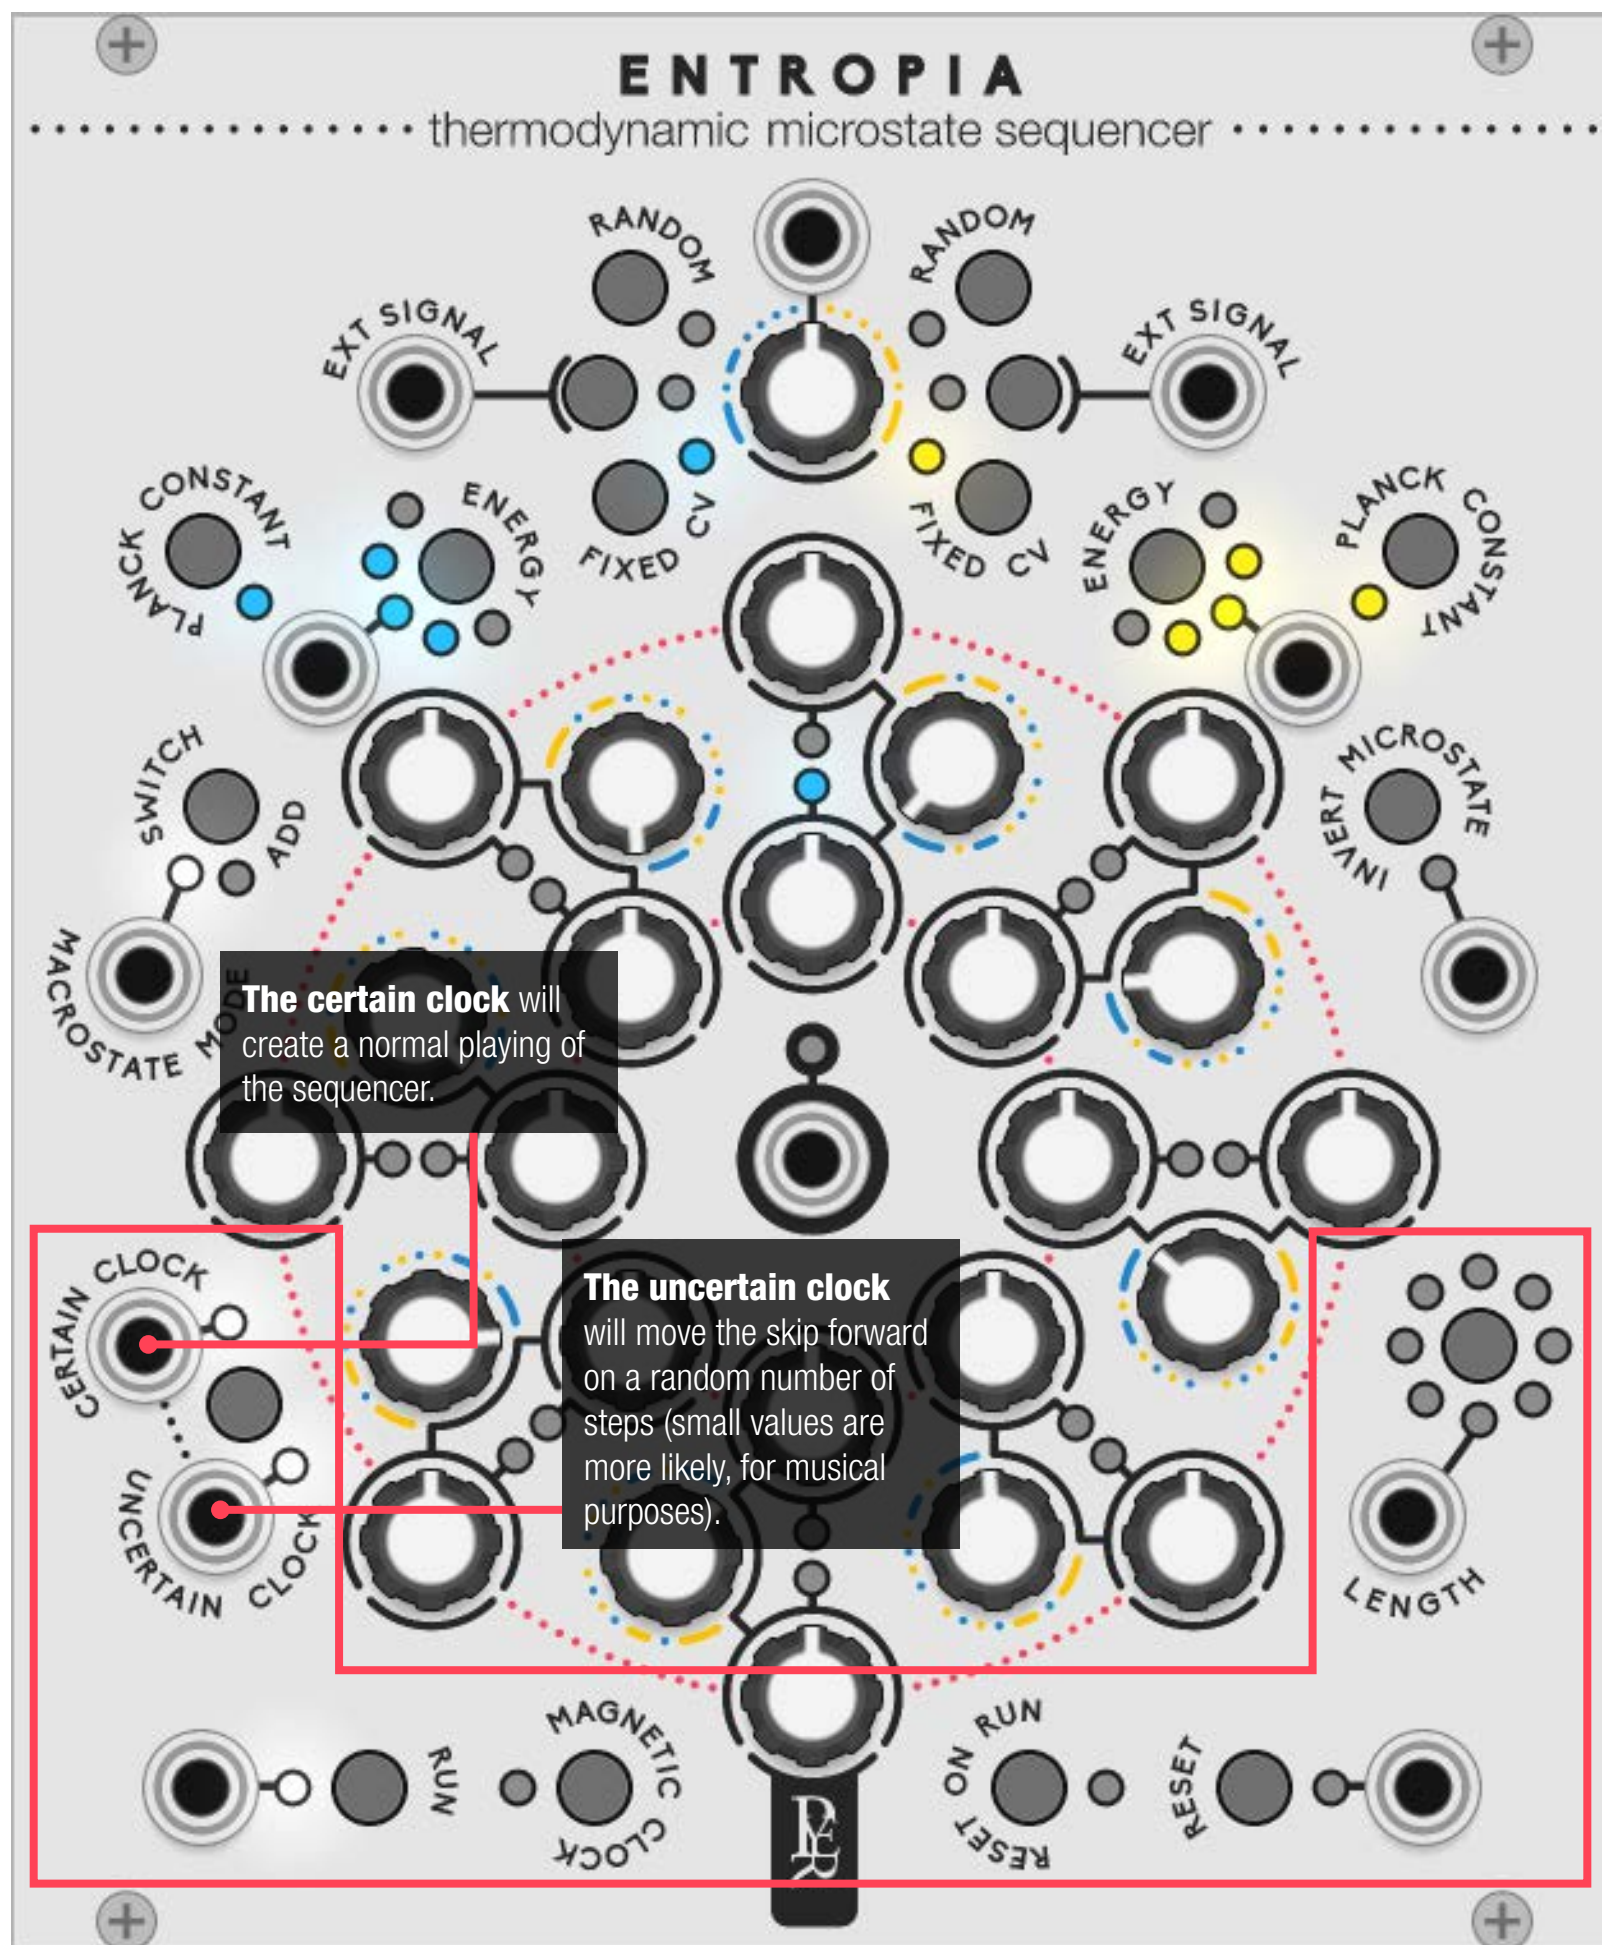 ENTROPIA
thermodynamic microstate sequencer
RANDOM
RANDOM
EXT SIGNAL
EXT SIGNAL
FIXED CV
FIXED CV
PLANCK CONSTANT
ENERGY
ENERGY
PLANCK CONSTANT
SWITCH
ADD
MACROSTATE MODE
INVERT MICROSTATE
The certain clock will
create a normal playing of
the sequencer.
CERTAIN CLOCK
UNCERTAIN CLOCK
The uncertain clock
will move the skip forward
on a random number of
steps (small values are
more likely, for musical
purposes).
LENGTH
RUN
MAGNETIC CLOCK
RESET ON RUN
RESET